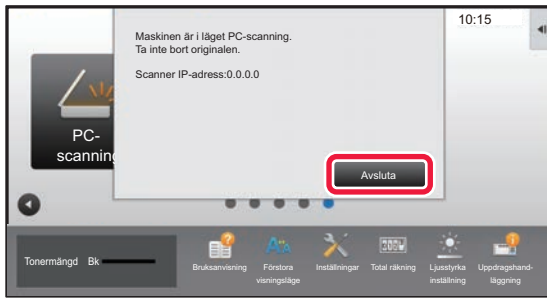 10:15
Maskinen är i läget PC-scanning.
Ta inte bort originalen.
Scanner IP-adress:0.0.0.0
PC-
scanning
Avsluta
Tonermängd Bk
Bruksanvisning
Förstora
visningsläge
Inställningar
Total räkning
Ljusstyrka
inställning
Uppdragshand-
läggning